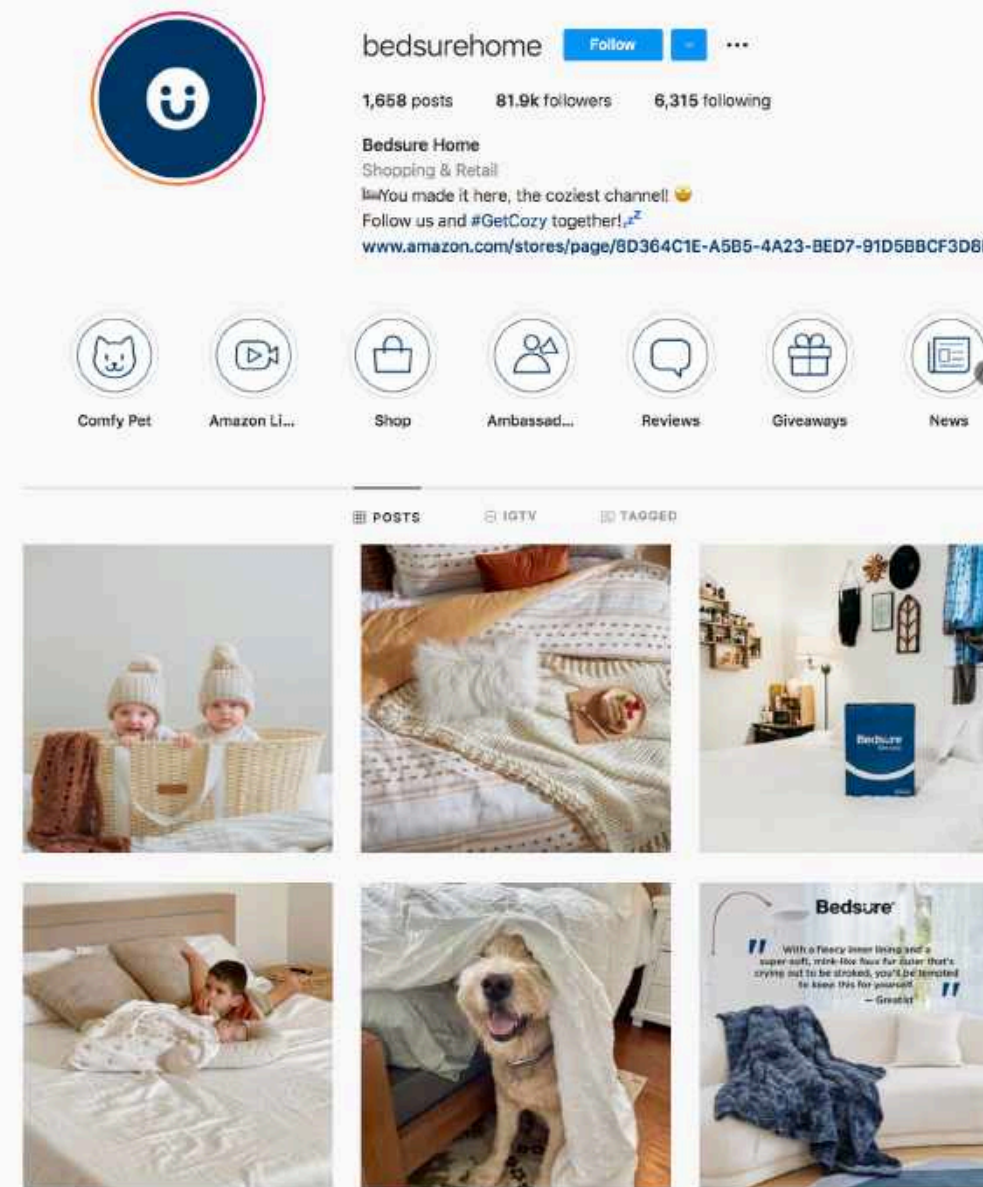 bedsurehome Follow
1,658 posts 81.9k followers 6,315 following
Bedsure Home
Shopping & Retail
🛏You made it here, the coziest channel! 🤩
Follow us and #GetCozy together!💤
www.amazon.com/stores/page/8D364C1E-A5B5-4A23-BED7-91D5BBCF3D8
Comfy Pet Amazon Li... Shop Ambassad... Reviews Giveaways News
POSTS IGTV TAGGED
Bedsure
Bedsure
" With a fleecy inner lining and a
super-soft, mink-like faux fur outer that's
crying out to be stroked, you'll be tempted
to keep this for yourself. "
— Greatist